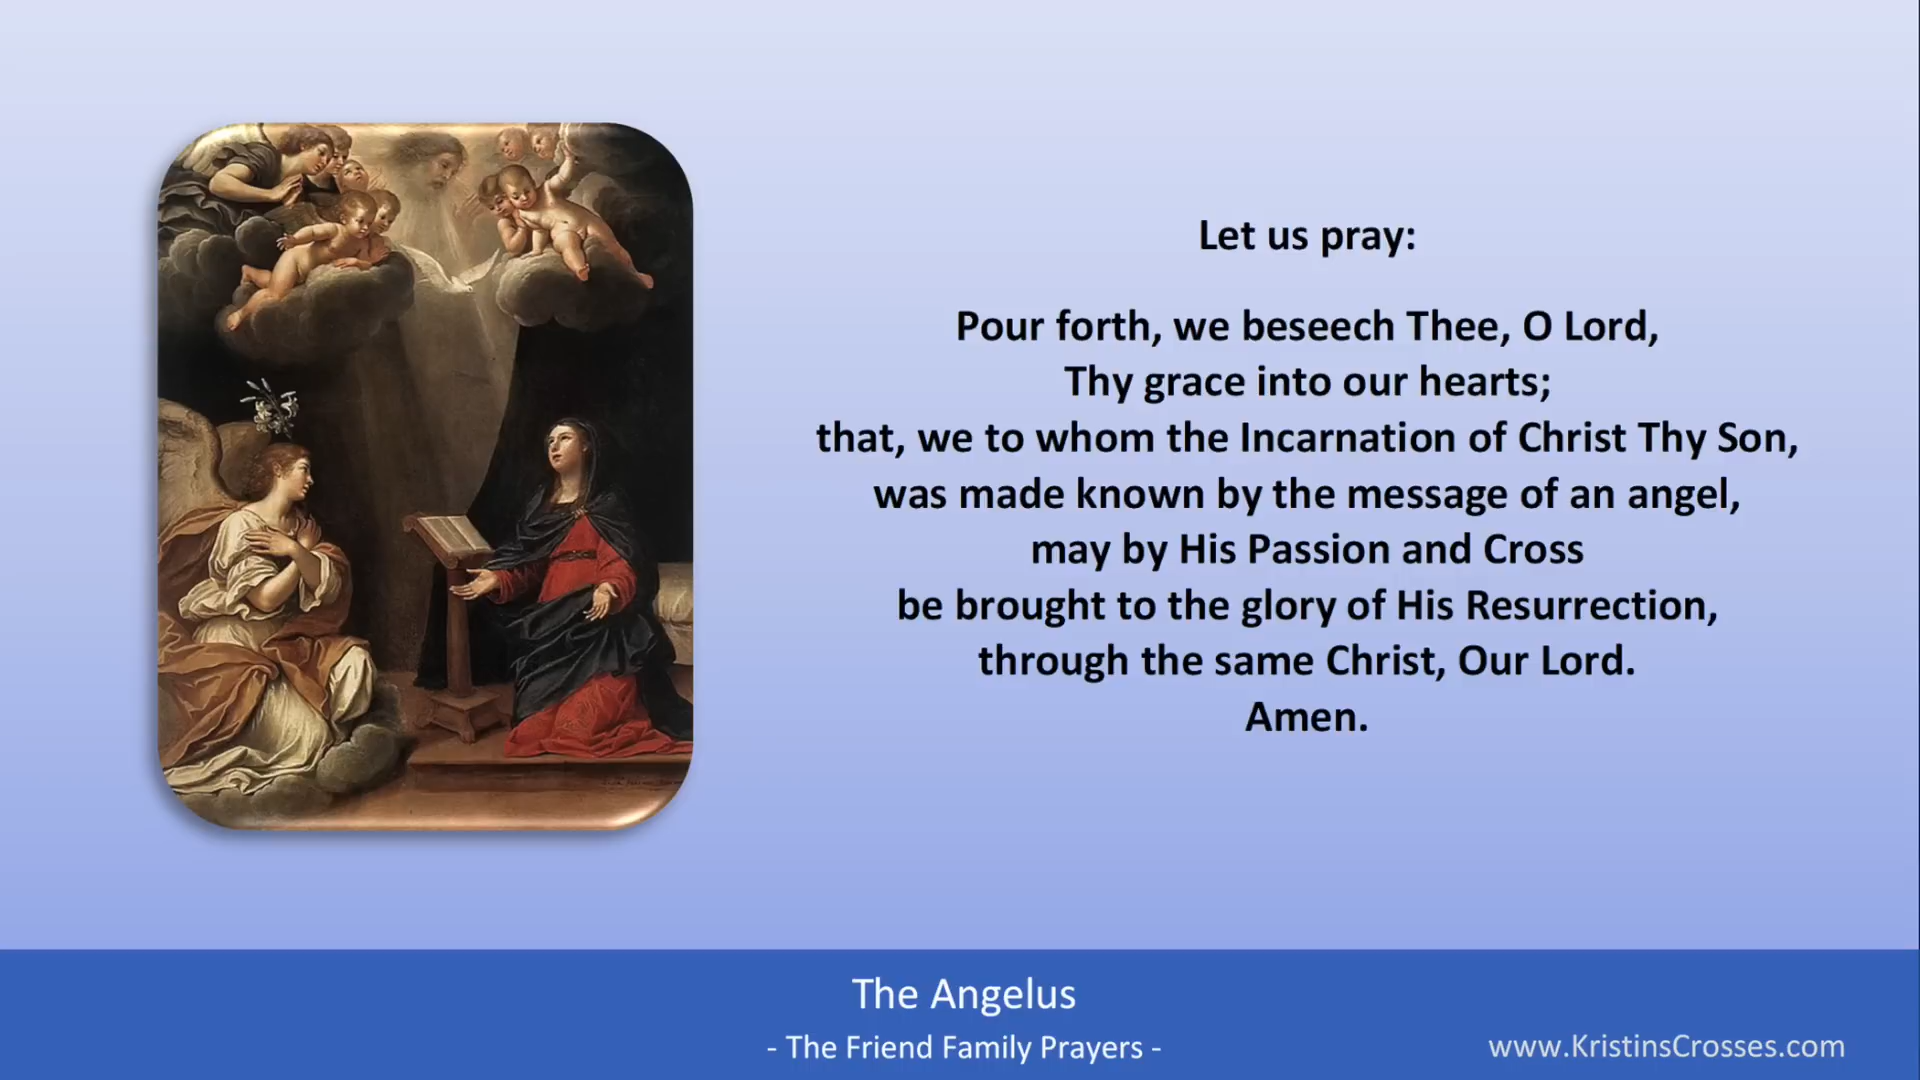 Let us pray:
Pour forth, we beseech Thee, O Lord,
Thy grace into our hearts;
that, we to whom the Incarnation of Christ Thy Son,
was made known by the message of an angel,
may by His Passion and Cross
be brought to the glory of His Resurrection,
through the same Christ, Our Lord.
Amen.
The Angelus
- The Friend Family Prayers -
www.KristinsCrosses.com